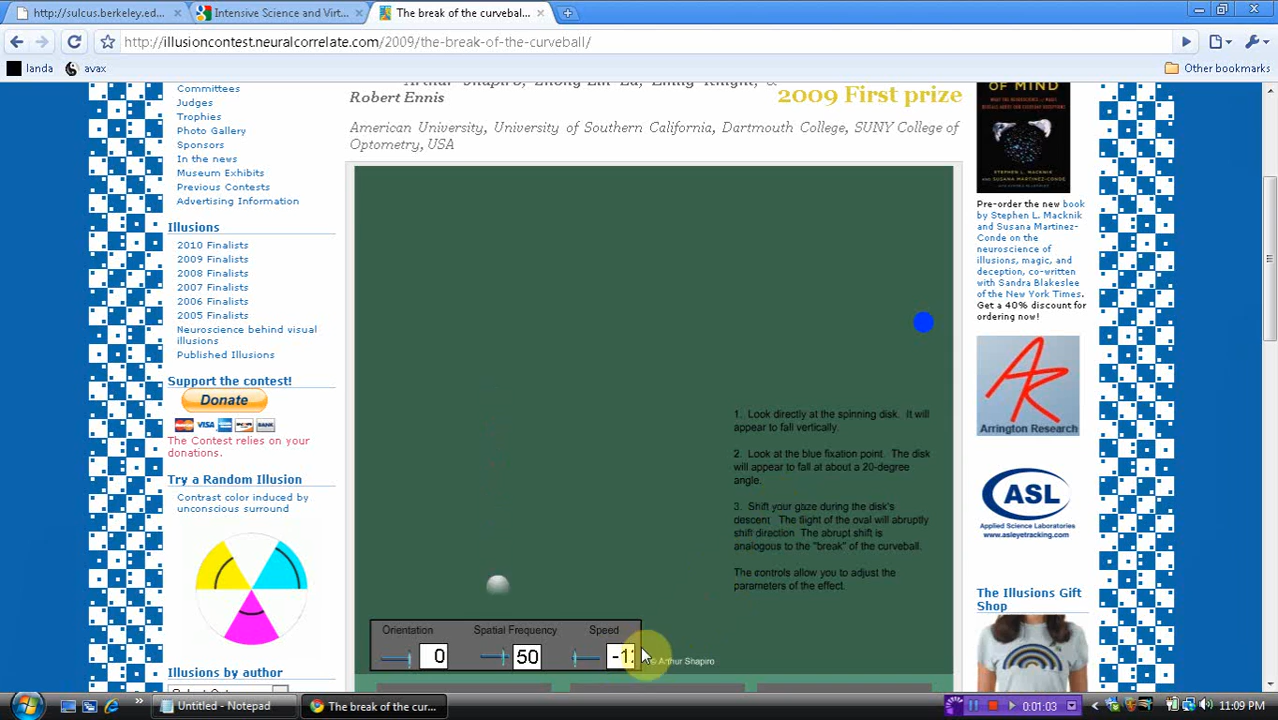 http://sulcus.berkeley.ed...
Intensive Science and Virt...
The break of the curvebal...
http://illusioncontest.neuralcorrelate.com/2009/the-break-of-the-curveball/
landa
avax
Other bookmarks
Committees
Judges
Trophies
Photo Gallery
Sponsors
In the news
Museum Exhibits
Previous Contests
Advertising Information
Illusions
2010 Finalists
2009 Finalists
2008 Finalists
2007 Finalists
2006 Finalists
2005 Finalists
Neuroscience behind visual
illusions
Published Illusions
Support the contest!
Donate
VISA
The Contest relies on your
donations.
Try a Random Illusion
Contrast color induced by
unconscious surround
Illusions by author
Robert Ennis
2009 First prize
American University, University of Southern California, Dartmouth College, SUNY College of
Optometry, USA
1. Look directly at the spinning disk. It will
appear to fall vertically.
2. Look at the blue fixation point. The disk
will appear to fall at about a 20-degree
angle.
3. Shift your gaze during the disk's
descent. The flight of the oval will abruptly
shift direction. The abrupt shift is
analogous to the "break" of the curveball.
The controls allow you to adjust the
parameters of the effect.
Orientation
Spatial Frequency
Speed
0
50
© Arthur Shapiro
OF MIND
STEPHEN L. MACKNIK
AND SUSANA MARTINEZ-CONDE
Pre-order the new book
by Stephen L. Macknik
and Susana Martinez-
Conde on the
neuroscience of
illusions, magic, and
deception, co-written
with Sandra Blakeslee
of the New York Times.
Get a 40% discount for
ordering now!
Arrington Research
ASL
Applied Science Laboratories
www.asleyetracking.com
The Illusions Gift
Shop
Untitled - Notepad
The break of the cur...
0:01:03
11:09 PM